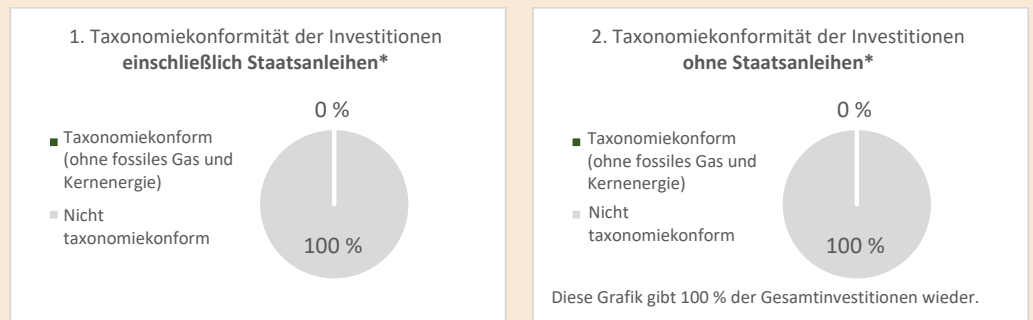 1. Taxonomiekonformität der Investitionen
einschließlich Staatsanleihen*
0 %
Taxonomiekonform
(ohne fossiles Gas und
Kernenergie)
Nicht
taxonomiekonform
100 %
2. Taxonomiekonformität der Investitionen
ohne Staatsanleihen*
0 %
Taxonomiekonform
(ohne fossiles Gas und
Kernenergie)
Nicht
taxonomiekonform
100 %
Diese Grafik gibt 100 % der Gesamtinvestitionen wieder.